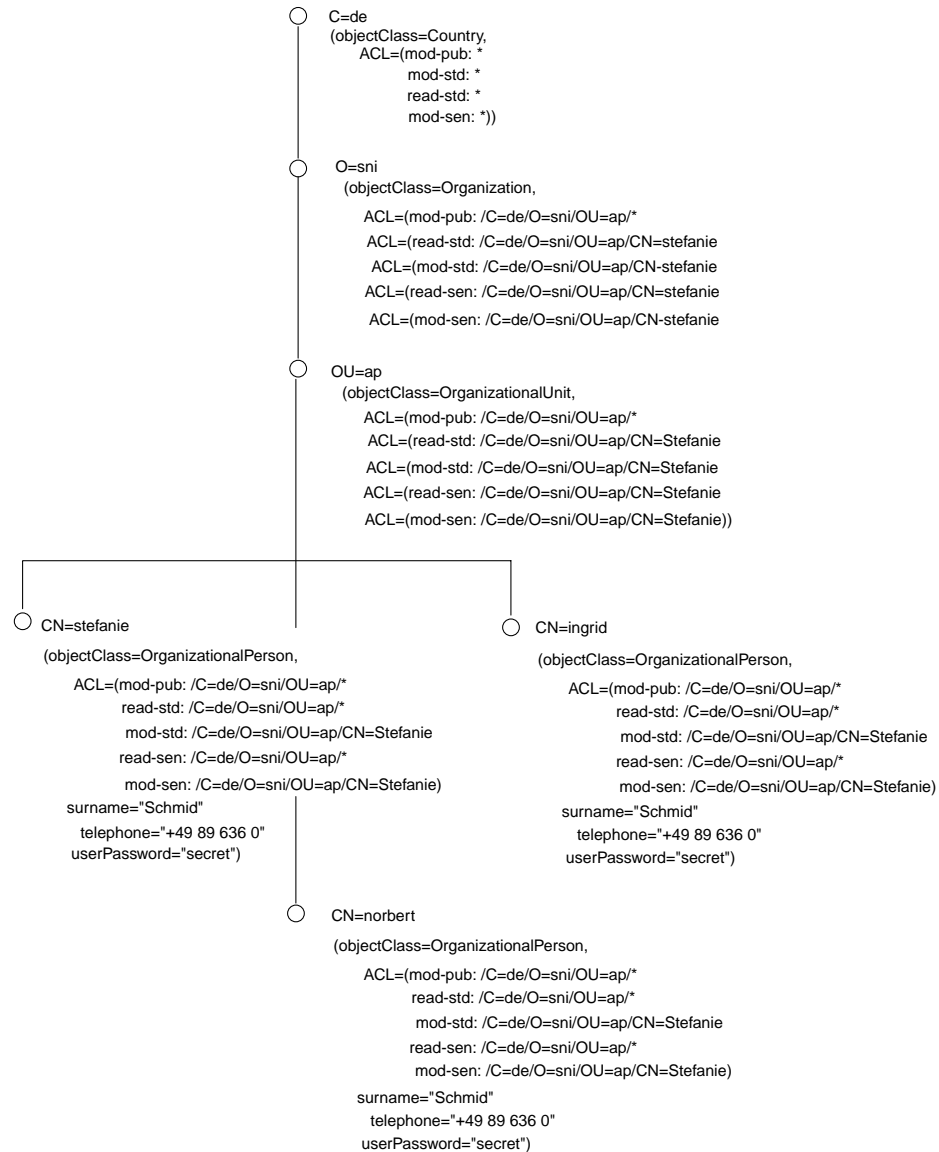 C=de
(objectClass=Country,
ACL=(mod-pub: *
mod-std: *
read-std: *
mod-sen: *))
O=sni
(objectClass=Organization,
ACL=(mod-pub: /C=de/O=sni/OU=ap/*
ACL=(read-std: /C=de/O=sni/OU=ap/CN=stefanie
ACL=(mod-std: /C=de/O=sni/OU=ap/CN-stefanie
ACL=(read-sen: /C=de/O=sni/OU=ap/CN=stefanie
ACL=(mod-sen: /C=de/O=sni/OU=ap/CN-stefanie
OU=ap
(objectClass=OrganizationalUnit,
ACL=(mod-pub: /C=de/O=sni/OU=ap/*
ACL=(read-std: /C=de/O=sni/OU=ap/CN=Stefanie
ACL=(mod-std: /C=de/O=sni/OU=ap/CN=Stefanie
ACL=(read-sen: /C=de/O=sni/OU=ap/CN=Stefanie
ACL=(mod-sen: /C=de/O=sni/OU=ap/CN=Stefanie))
CN=stefanie
(objectClass=OrganizationalPerson,
ACL=(mod-pub: /C=de/O=sni/OU=ap/*
read-std: /C=de/O=sni/OU=ap/*
mod-std: /C=de/O=sni/OU=ap/CN=Stefanie
read-sen: /C=de/O=sni/OU=ap/*
mod-sen: /C=de/O=sni/OU=ap/CN=Stefanie)
surname="Schmid"
telephone="+49 89 636 0"
userPassword="secret")
CN=ingrid
(objectClass=OrganizationalPerson,
ACL=(mod-pub: /C=de/O=sni/OU=ap/*
read-std: /C=de/O=sni/OU=ap/*
mod-std: /C=de/O=sni/OU=ap/CN=Stefanie
read-sen: /C=de/O=sni/OU=ap/*
mod-sen: /C=de/O=sni/OU=ap/CN=Stefanie)
surname="Schmid"
telephone="+49 89 636 0"
userPassword="secret")
CN=norbert
(objectClass=OrganizationalPerson,
ACL=(mod-pub: /C=de/O=sni/OU=ap/*
read-std: /C=de/O=sni/OU=ap/*
mod-std: /C=de/O=sni/OU=ap/CN=Stefanie
read-sen: /C=de/O=sni/OU=ap/*
mod-sen: /C=de/O=sni/OU=ap/CN=Stefanie)
surname="Schmid"
telephone="+49 89 636 0"
userPassword="secret")